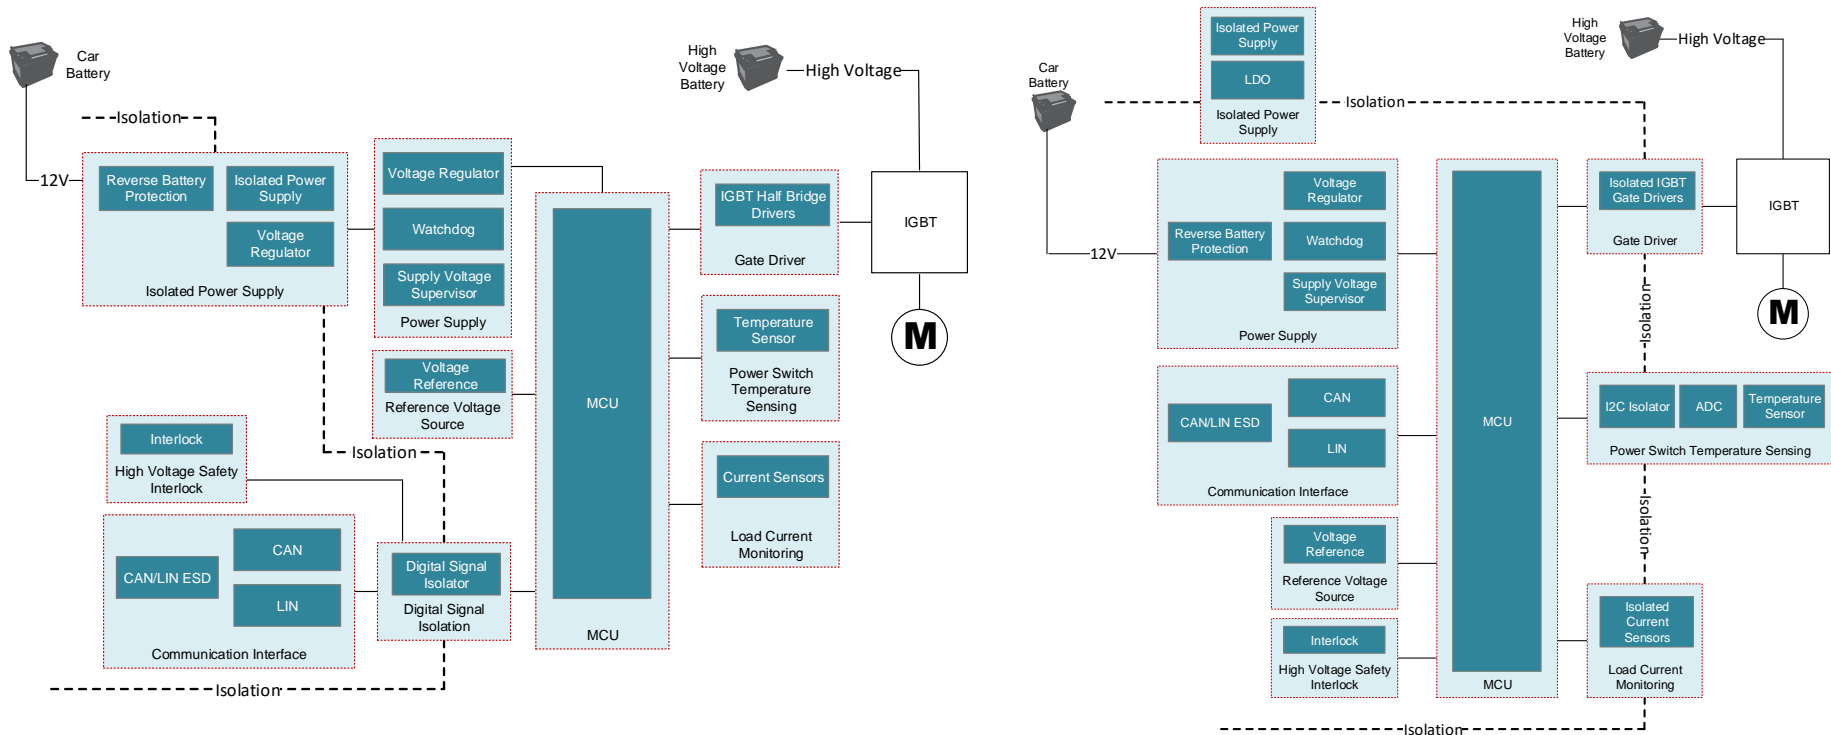 Car
Battery
Isolation
12V
Reverse Battery
Protection
Isolated Power
Supply
Voltage
Regulator
Isolated Power Supply
Voltage Regulator
Watchdog
Supply Voltage
Supervisor
Power Supply
Voltage
Reference
Reference Voltage
Source
Interlock
High Voltage Safety
Interlock
Isolation
CAN/LIN ESD
CAN
LIN
Communication Interface
Digital Signal
Isolator
Digital Signal
Isolation
Isolation
MCU
MCU
High
Voltage
Battery
High Voltage
IGBT Half Bridge
Drivers
Gate Driver
IGBT
M
Temperature
Sensor
Power Switch
Temperature
Sensing
Current Sensors
Load Current
Monitoring
Car
Battery
Isolated Power
Supply
LDO
Isolated Power
Supply
Isolation
High
Voltage
Battery
High Voltage
12V
Reverse Battery
Protection
Voltage
Regulator
Watchdog
Supply Voltage
Supervisor
Power Supply
CAN/LIN ESD
CAN
LIN
Communication Interface
Voltage
Reference
Reference Voltage
Source
Interlock
High Voltage Safety
Interlock
MCU
MCU
Isolated IGBT
Gate Drivers
Gate Driver
IGBT
M
Isolation
I2C Isolator
ADC
Temperature
Sensor
Power Switch Temperature Sensing
Isolation
Isolated
Current
Sensors
Load Current
Monitoring
Isolation